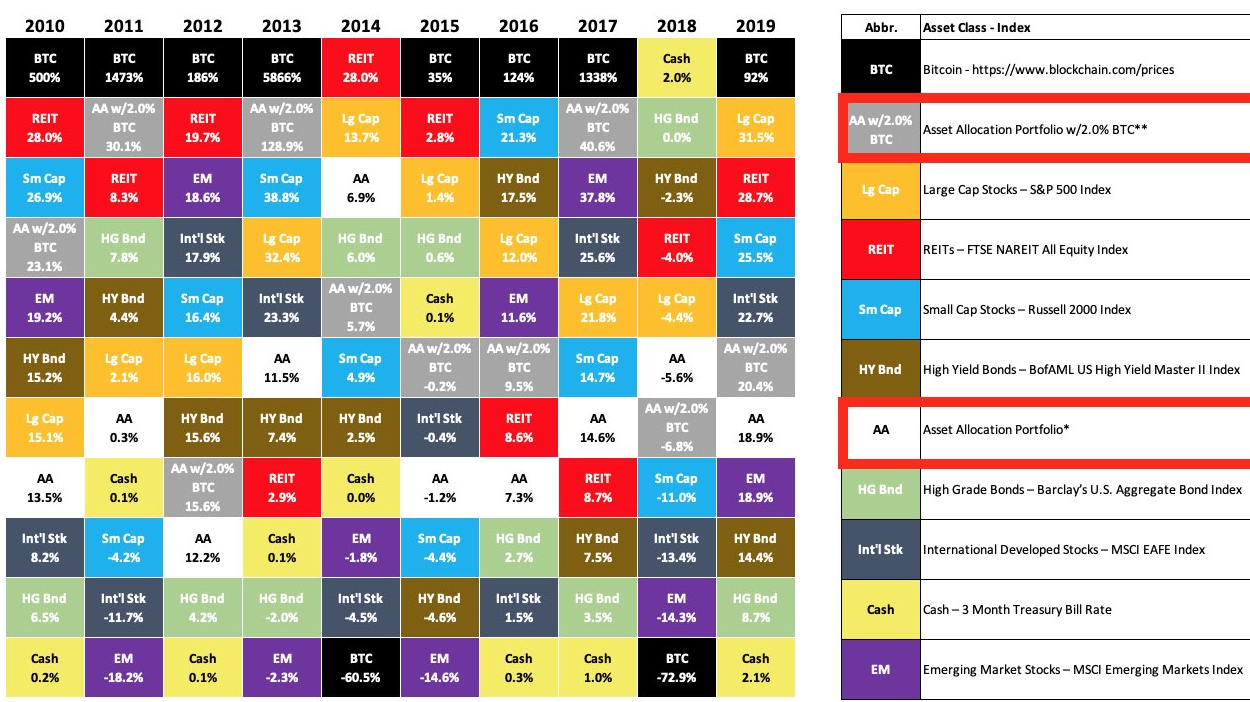 2010 2011 2012 2013 2014 2015 2016 2017 2018 2019
BTC BTC BTC BTC REIT BTC BTC BTC Cash BTC
500% 1473% 186% 5866% 28.0% 35% 124% 1338% 2.0% 92%
REIT AA w/2.0% BTC REIT AA w/2.0% BTC Lg Cap REIT Sm Cap AA w/2.0% BTC HG Bnd Lg Cap
28.0% 30.1% 19.7% 128.9% 13.7% 2.8% 21.3% 40.6% 0.0% 31.5%
Sm Cap REIT EM Sm Cap AA Lg Cap HY Bnd EM HY Bnd REIT
26.9% 8.3% 18.6% 38.8% 6.9% 1.4% 17.5% 37.8% -2.3% 28.7%
AA w/2.0% BTC HG Bnd Int'l Stk Lg Cap HG Bnd HG Bnd Lg Cap Int'l Stk REIT Sm Cap
23.1% 7.8% 17.9% 32.4% 6.0% 0.6% 12.0% 25.6% -4.0% 25.5%
EM HY Bnd Sm Cap Int'l Stk AA w/2.0% BTC Cash EM Lg Cap Lg Cap Int'l Stk
19.2% 4.4% 16.4% 23.3% 5.7% 0.1% 11.6% 21.8% -4.4% 22.7%
HY Bnd Lg Cap Lg Cap AA Sm Cap AA w/2.0% BTC AA w/2.0% BTC Sm Cap AA AA w/2.0% BTC
15.2% 2.1% 16.0% 11.5% 4.9% -0.2% 9.5% 14.7% -5.6% 20.4%
Lg Cap AA HY Bnd HY Bnd HY Bnd Int'l Stk REIT AA AA w/2.0% BTC AA
15.1% 0.3% 15.6% 7.4% 2.5% -0.4% 8.6% 14.6% -6.8% 18.9%
AA Cash AA w/2.0% BTC REIT Cash AA AA REIT Sm Cap EM
13.5% 0.1% 15.6% 2.9% 0.0% -1.2% 7.3% 8.7% -11.0% 18.9%
Int'l Stk Sm Cap AA Cash EM Sm Cap HG Bnd HY Bnd Int'l Stk HY Bnd
8.2% -4.2% 12.2% 0.1% -1.8% -4.4% 2.7% 7.5% -13.4% 14.4%
HG Bnd Int'l Stk HG Bnd HG Bnd Int'l Stk HY Bnd Int'l Stk HG Bnd EM HG Bnd
6.5% -11.7% 4.2% -2.0% -4.5% -4.6% 1.5% 3.5% -14.3% 8.7%
Cash EM Cash EM BTC EM Cash Cash BTC Cash
0.2% -18.2% 0.1% -2.3% -60.5% -14.6% 0.3% 1.0% -72.9% 2.1%
Abbr. Asset Class - Index
BTC Bitcoin - https://www.blockchain.com/prices
AA w/2.0% BTC Asset Allocation Portfolio w/2.0% BTC**
Lg Cap Large Cap Stocks – S&P 500 Index
REIT REITs – FTSE NAREIT All Equity Index
Sm Cap Small Cap Stocks – Russell 2000 Index
HY Bnd High Yield Bonds – BofAML US High Yield Master II Index
AA Asset Allocation Portfolio*
HG Bnd High Grade Bonds – Barclay’s U.S. Aggregate Bond Index
Int'l Stk International Developed Stocks – MSCI EAFE Index
Cash Cash – 3 Month Treasury Bill Rate
EM Emerging Market Stocks – MSCI Emerging Markets Index